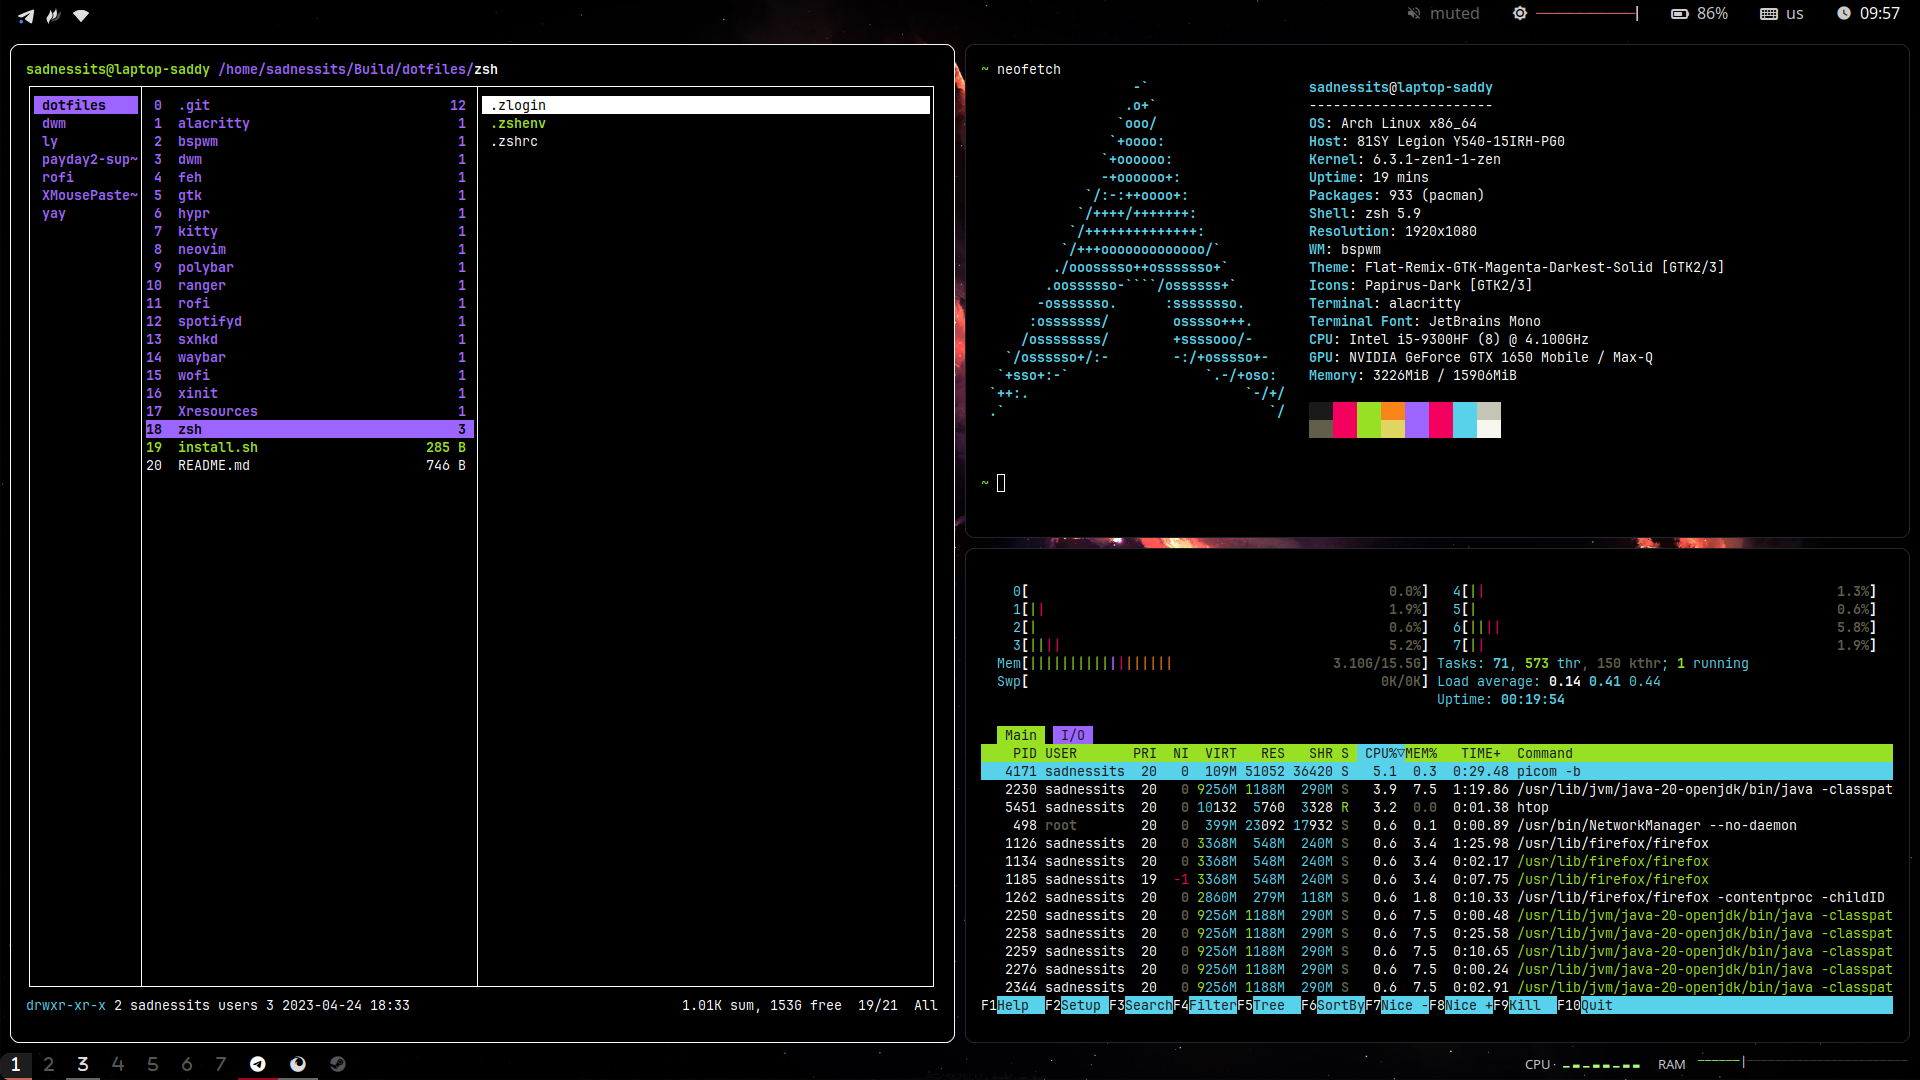 muted 86% us 09:57
sadnessits@laptop-saddy /home/sadnessits/Build/dotfiles/zsh
dotfiles
dwm
ly
payday2-sup~
rofi
XMousePaste~
yay
0 .git 12
1 alacritty 1
2 bspwm 1
3 dwm 1
4 feh 1
5 gtk 1
6 hypr 1
7 kitty 1
8 neovim 1
9 polybar 1
10 ranger 1
11 rofi 1
12 spotifyd 1
13 sxhkd 1
14 waybar 1
15 wofi 1
16 xinit 1
17 Xresources 1
18 zsh 3
19 install.sh 285 B
20 README.md 746 B
.zlogin
.zshenv
.zshrc
drwxr-xr-x 2 sadnessits users 3 2023-04-24 18:33 1.01K sum, 153G free 19/21 All
~ neofetch
-`
.o+`
`ooo/
`+oooo:
`+oooooo:
-+oooooo+:
`/:-:++oooo+:
`/++++/+++++++:
`/++++++++++++++:
`/+++ooooooooooooo/`
./ooosssso++osssssso+`
.oossssso-````/ossssss+`
-osssssso. :ssssssso.
:osssssss/ osssso+++.
/ossssssss/ +ssssooo/-
`/ossssso+/:- -:/+osssso+-
`+sso+:-` `.-/+oso:
`++:. `-/+/
.` `/
sadnessits@laptop-saddy
-----------------------
OS: Arch Linux x86_64
Host: 81SY Legion Y540-15IRH-PG0
Kernel: 6.3.1-zen1-1-zen
Uptime: 19 mins
Packages: 933 (pacman)
Shell: zsh 5.9
Resolution: 1920x1080
WM: bspwm
Theme: Flat-Remix-GTK-Magenta-Darkest-Solid [GTK2/3]
Icons: Papirus-Dark [GTK2/3]
Terminal: alacritty
Terminal Font: JetBrains Mono
CPU: Intel i5-9300HF (8) @ 4.100GHz
GPU: NVIDIA GeForce GTX 1650 Mobile / Max-Q
Memory: 3226MiB / 15906MiB
~
0[ 0.0%] 4[|| 1.3%]
1[|| 1.9%] 5[| 0.6%]
2[| 0.6%] 6[|||| 5.8%]
3[|||| 5.2%] 7[|| 1.9%]
Mem[|||||||||||||||||| 3.10G/15.5G] Tasks: 71, 573 thr, 150 kthr; 1 running
Swp[ 0K/0K] Load average: 0.14 0.41 0.44
Uptime: 00:19:54
Main I/O
PID USER PRI NI VIRT RES SHR S CPU%▽MEM% TIME+ Command
4171 sadnessits 20 0 109M 51052 36420 S 5.1 0.3 0:29.48 picom -b
2230 sadnessits 20 0 9256M 1188M 290M S 3.9 7.5 1:19.86 /usr/lib/jvm/java-20-openjdk/bin/java -classpat
5451 sadnessits 20 0 10132 5760 3328 R 3.2 0.0 0:01.38 htop
498 root 20 0 399M 23092 17932 S 0.6 0.1 0:00.89 /usr/bin/NetworkManager --no-daemon
1126 sadnessits 20 0 3368M 548M 240M S 0.6 3.4 1:25.98 /usr/lib/firefox/firefox
1134 sadnessits 20 0 3368M 548M 240M S 0.6 3.4 0:02.17 /usr/lib/firefox/firefox
1185 sadnessits 19 -1 3368M 548M 240M S 0.6 3.4 0:07.75 /usr/lib/firefox/firefox
1262 sadnessits 20 0 2860M 279M 118M S 0.6 1.8 0:10.33 /usr/lib/firefox/firefox -contentproc -childID
2250 sadnessits 20 0 9256M 1188M 290M S 0.6 7.5 0:00.48 /usr/lib/jvm/java-20-openjdk/bin/java -classpat
2258 sadnessits 20 0 9256M 1188M 290M S 0.6 7.5 0:25.58 /usr/lib/jvm/java-20-openjdk/bin/java -classpat
2259 sadnessits 20 0 9256M 1188M 290M S 0.6 7.5 0:10.65 /usr/lib/jvm/java-20-openjdk/bin/java -classpat
2276 sadnessits 20 0 9256M 1188M 290M S 0.6 7.5 0:00.24 /usr/lib/jvm/java-20-openjdk/bin/java -classpat
2344 sadnessits 20 0 9256M 1188M 290M S 0.6 7.5 0:02.91 /usr/lib/jvm/java-20-openjdk/bin/java -classpat
F1Help F2Setup F3SearchF4FilterF5Tree F6SortByF7Nice -F8Nice +F9Kill F10Quit
1 2 3 4 5 6 7 CPU RAM